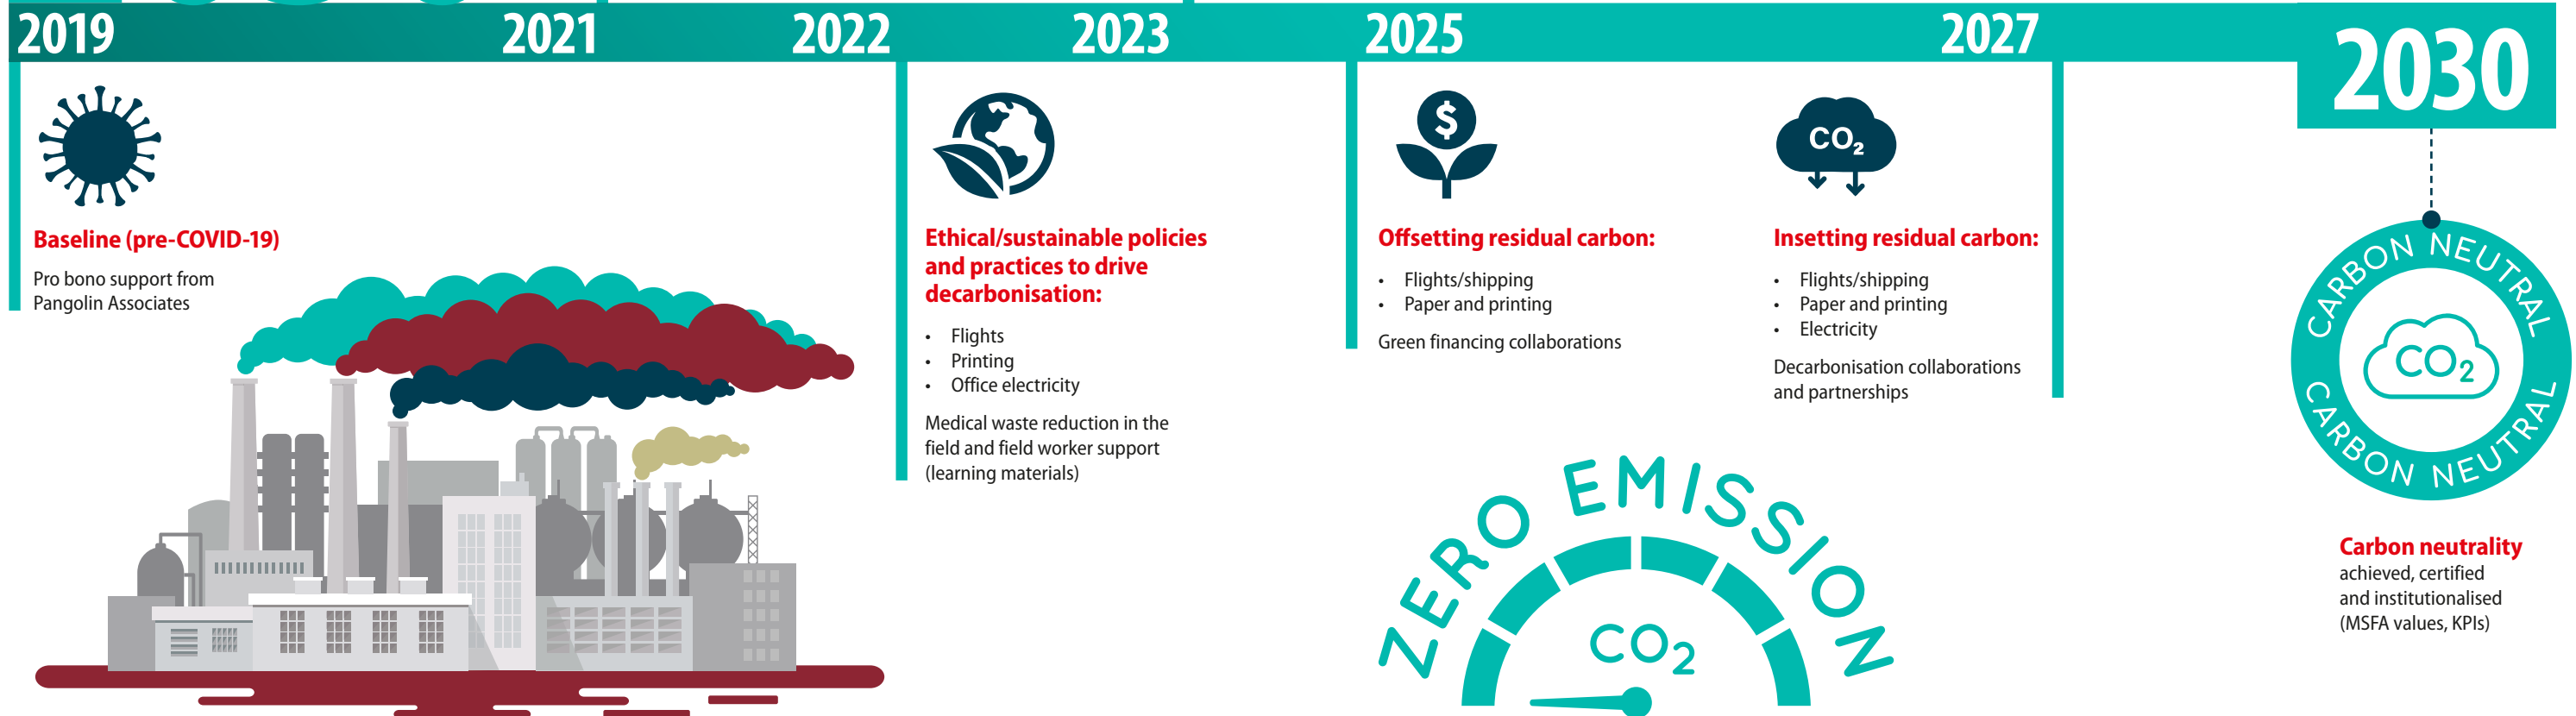 2019
2021
2022
2023
2025
2027
2030
Baseline (pre-COVID-19)
Pro bono support from
Pangolin Associates
Ethical/sustainable policies
and practices to drive
decarbonisation:
• Flights
• Printing
• Office electricity
Medical waste reduction in the
field and field worker support
(learning materials)
$
Offsetting residual carbon:
• Flights/shipping
• Paper and printing
Green financing collaborations
CO₂
Insetting residual carbon:
• Flights/shipping
• Paper and printing
• Electricity
Decarbonisation collaborations
and partnerships
ZERO EMISSION
CO₂
CARBON NEUTRAL
CO₂
CARBON NEUTRAL
Carbon neutrality
achieved, certified
and institutionalised
(MSFA values, KPIs)